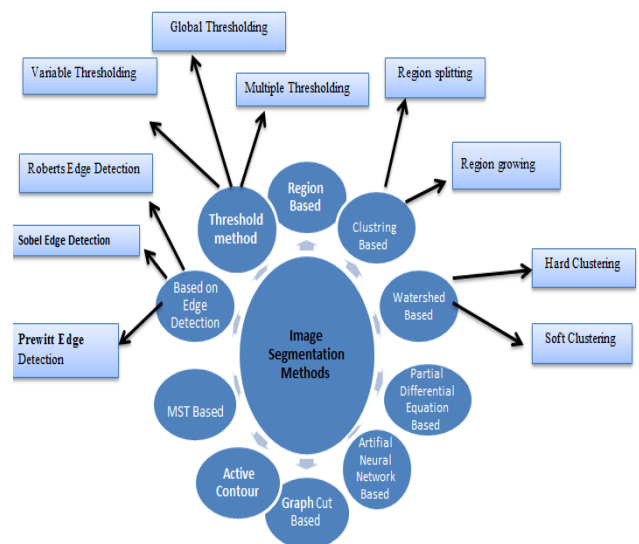 Global Thresholding
Variable Thresholding
Multiple Thresholding
Region splitting
Roberts Edge Detection
Region growing
Sobel Edge Detection
Hard Clustering
Prewitt Edge
Detection
Soft Clustering
Region
Based
Threshold
method
Clustring
Based
Based on
Edge
Detection
Watershed
Based
Image
Segmentation
Methods
Partial
Differential
Equation
Based
MST Based
Artifial
Neural
Network
Based
Active
Contour
Graph Cut
Based